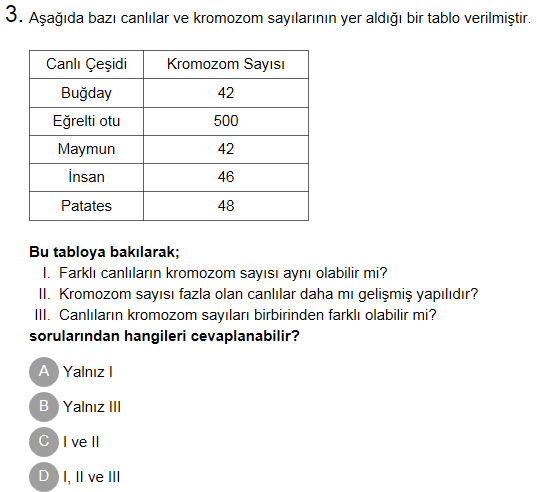 3. Aşağıda bazı canlılar ve kromozom sayılarının yer aldığı bir tablo verilmiştir.
Canlı Çeşidi Kromozom Sayısı
Buğday 42
Eğrelti otu 500
Maymun 42
İnsan 46
Patates 48
Bu tabloya bakılarak;
I. Farklı canlıların kromozom sayısı aynı olabilir mi?
II. Kromozom sayısı fazla olan canlılar daha mı gelişmiş yapılıdır?
III. Canlıların kromozom sayıları birbirinden farklı olabilir mi?
sorularından hangileri cevaplanabilir?
A Yalnız I
B Yalnız III
C I ve II
D I, II ve III